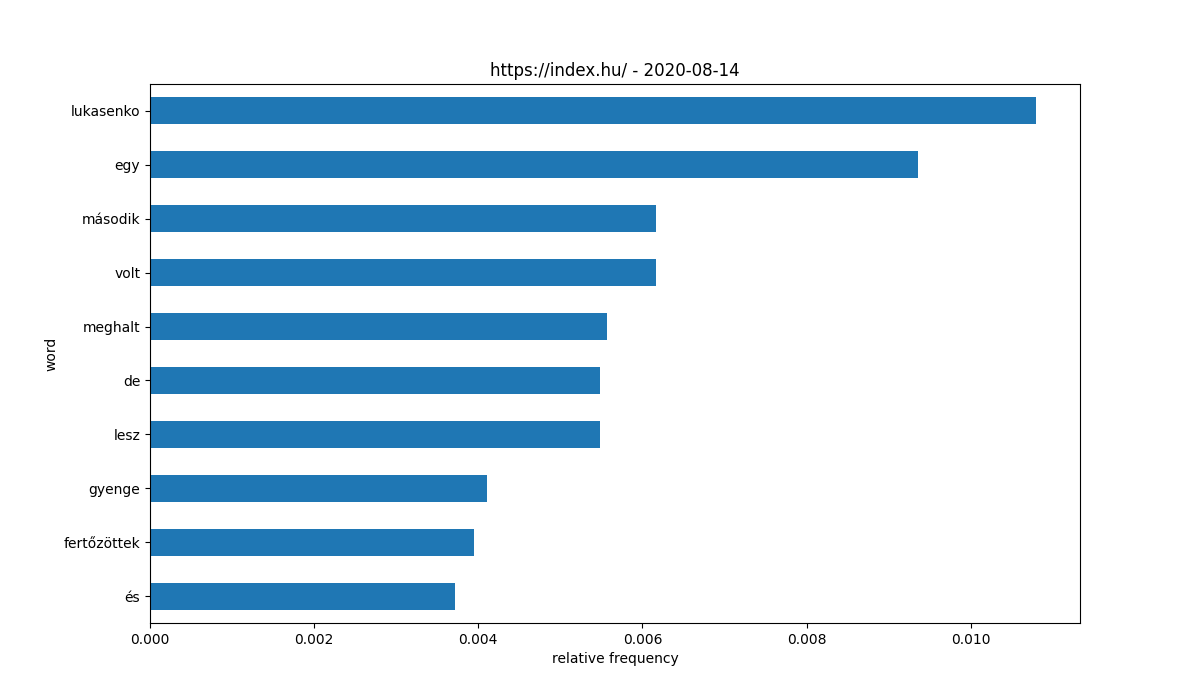 https://index.hu/ - 2020-08-14
lukasenko
egy
második
volt
meghalt
de
lesz
gyenge
fertőzöttek
és
word
0.000 0.002 0.004 0.006 0.008 0.010
relative frequency